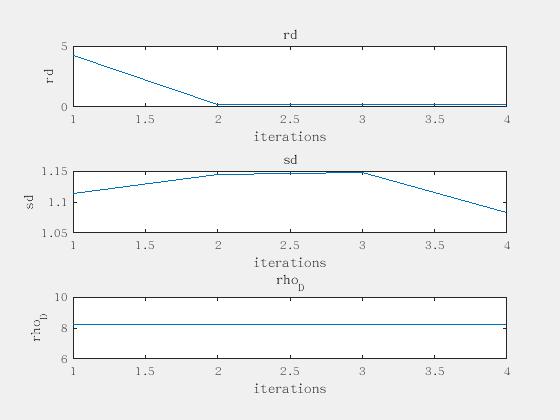 rd
5
0
rd
1 1.5 2 2.5 3 3.5 4
iterations
sd
1.15
1.1
1.05
sd
1 1.5 2 2.5 3 3.5 4
iterations
rho_D
10
8
6
rho_D
1 1.5 2 2.5 3 3.5 4
iterations